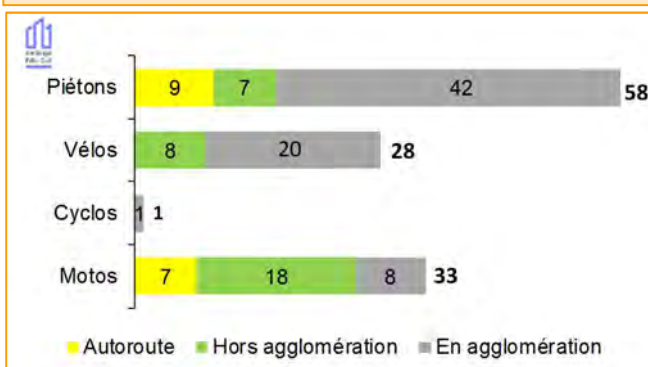 Piétons 9 7 42 58
Vélos 8 20 28
Cyclos 1 1
Motos 7 18 8 33
Autoroute Hors agglomération En agglomération